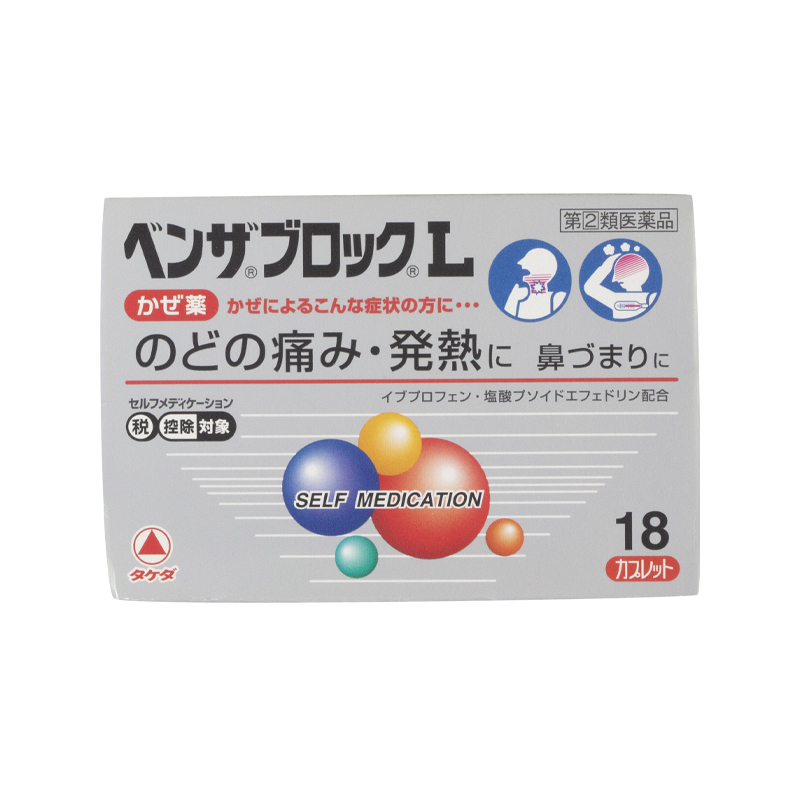 第②類医薬品
ベンザ®ブロック®L
かぜ薬 かぜによるこんな症状の方に・・・
のどの痛み・発熱に 鼻づまりに
イブプロフェン・塩酸プソイドエフェドリン配合
セルフメディケーション
税 控除対象
SELF MEDICATION
タケダ
18
カプレット